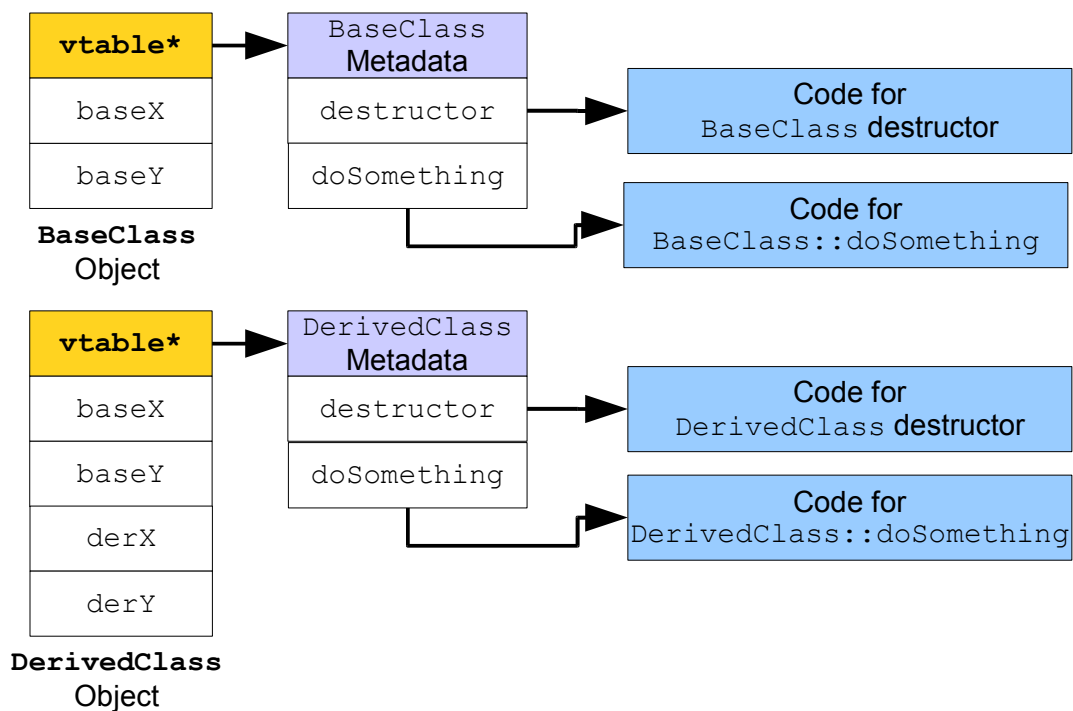 vtable*
baseX
baseY
BaseClass
Object
BaseClass
Metadata
destructor
doSomething
Code for
BaseClass destructor
Code for
BaseClass::doSomething
vtable*
baseX
baseY
derX
derY
DerivedClass
Object
DerivedClass
Metadata
destructor
doSomething
Code for
DerivedClass destructor
Code for
DerivedClass::doSomething